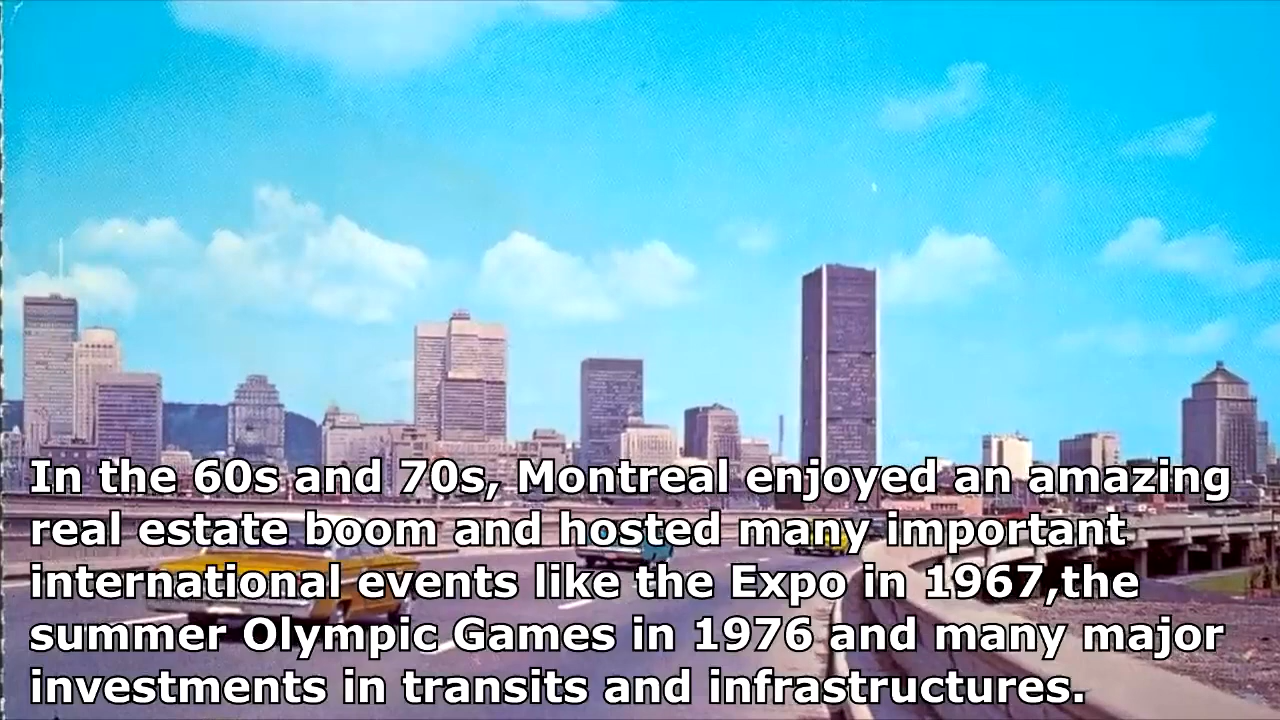 In the 60s and 70s, Montreal enjoyed an amazing
real estate boom and hosted many important
international events like the Expo in 1967,the
summer Olympic Games in 1976 and many major
investments in transits and infrastructures.